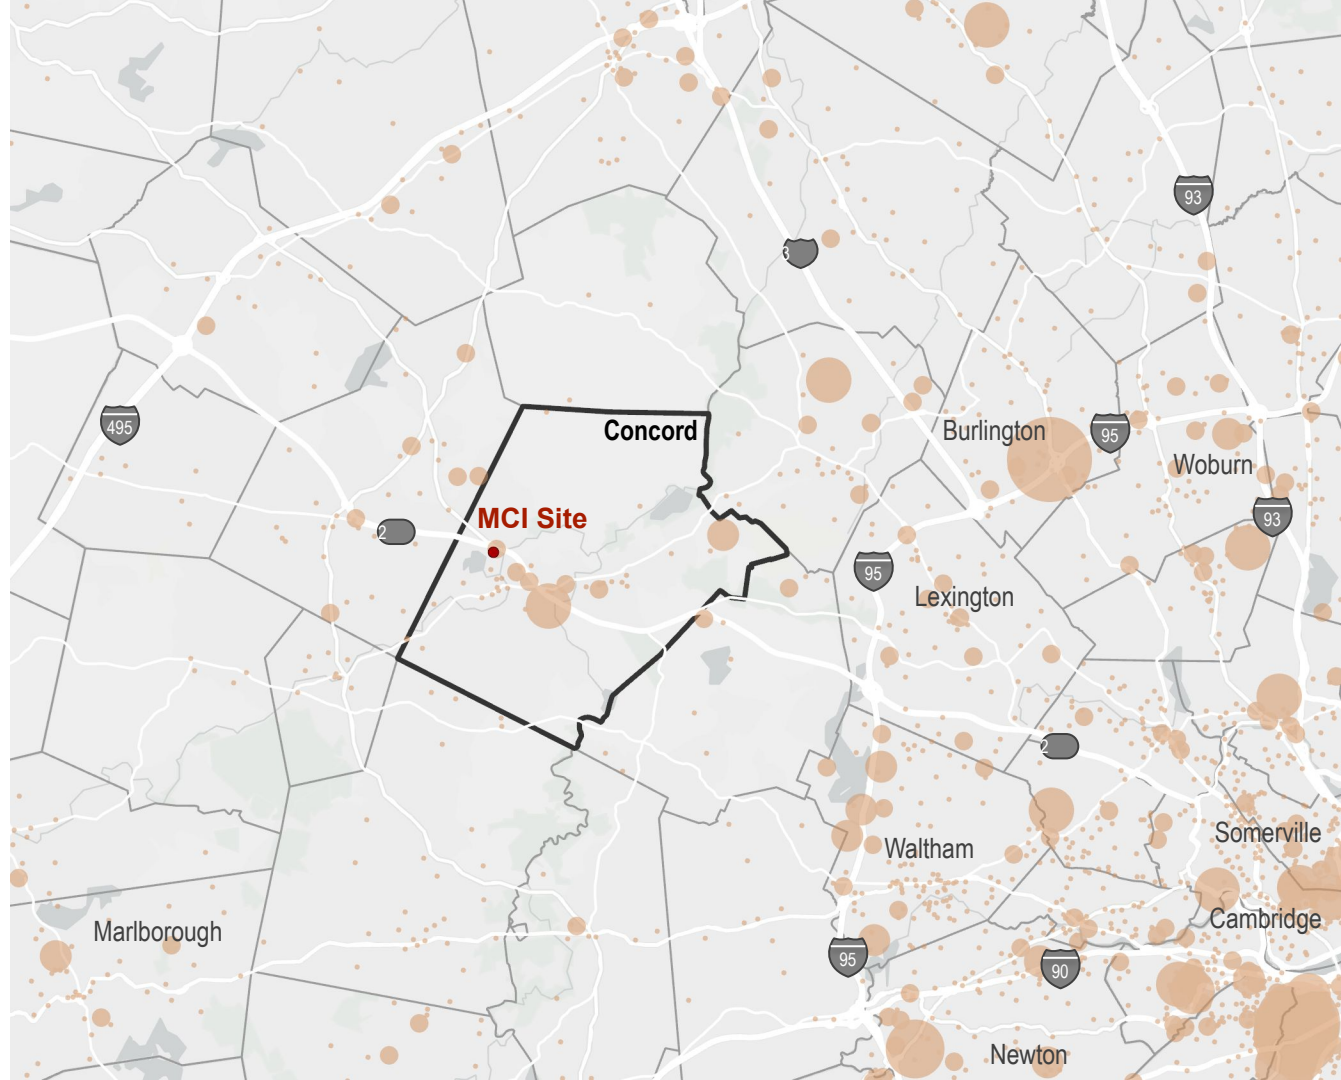 93
3
Concord
495
Burlington
95
Woburn
MCI Site
2
93
95
Lexington
2
Somerville
Waltham
Cambridge
Marlborough
95
90
Newton